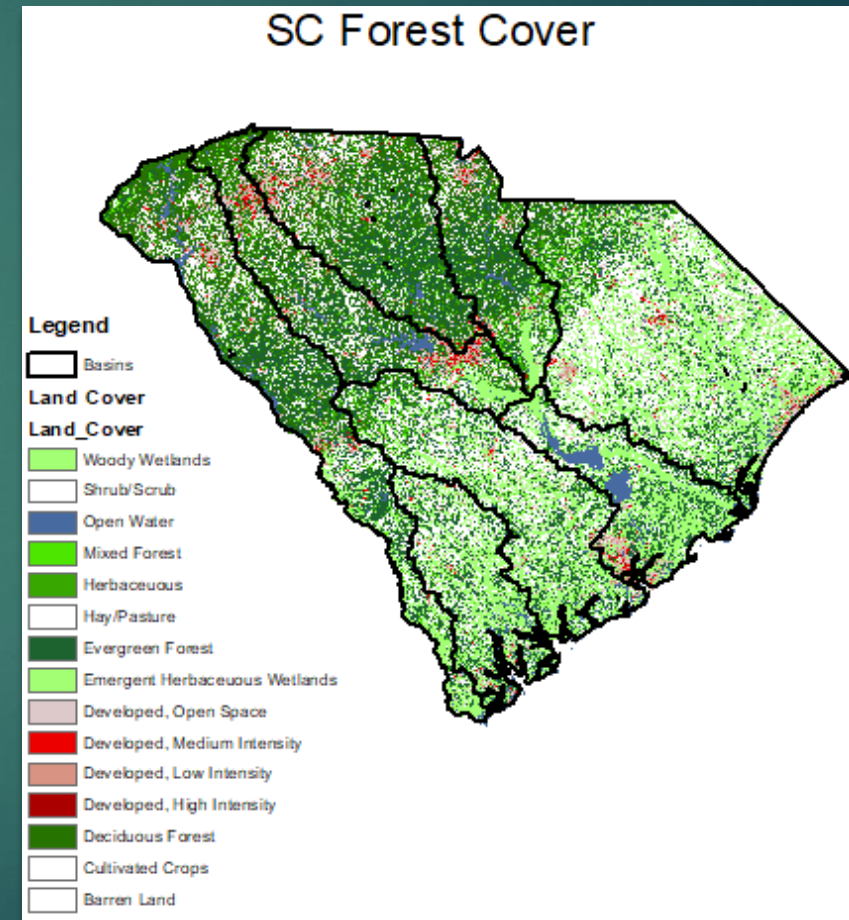 SC Forest Cover
Legend
Basins
Land Cover
Land_Cover
Woody Wetlands
Shrub/Scrub
Open Water
Mixed Forest
Herbaceuous
Hay/Pasture
Evergreen Forest
Emergent Herbaceuous Wetlands
Developed, Open Space
Developed, Medium Intensity
Developed, Low Intensity
Developed, High Intensity
Deciduous Forest
Cultivated Crops
Barren Land